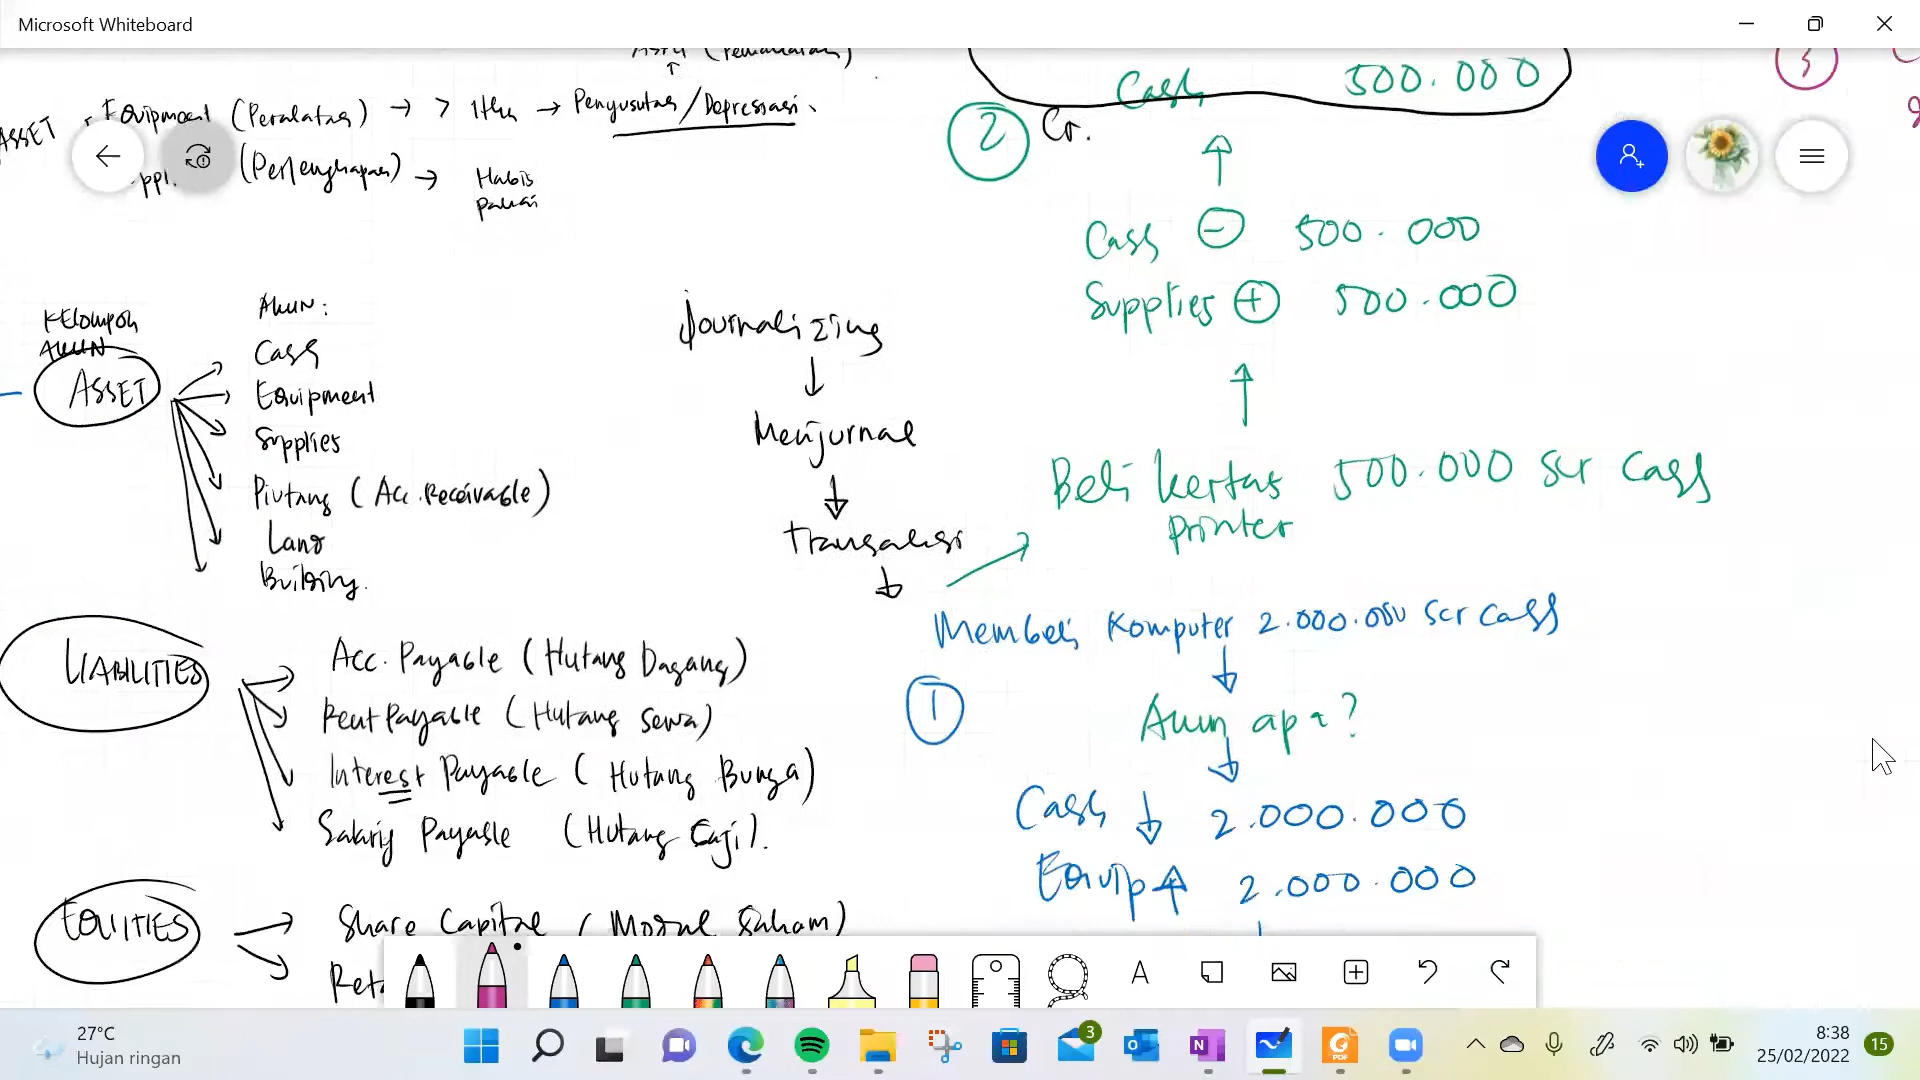 Microsoft Whiteboard
ASSET
Equipment (Peralatan) → > 1thn → Penyusutan / Depresiasi
(Perlengkapan) →
Habis
pakai
Cash 500.000
2
Cr.
Cash - 500.000
Supplies + 500.000
Beli kertas 500.000 scr Cash
printer
Kelompok
AKUN
ASSET
Akun:
Cash
Equipment
Supplies
Piutang (Acc. Receivable)
Land
Building.
Journalizing
↓
Menjurnal
↓
Transaksi
↓
Membeli Komputer 2.000.000 scr cash
1
Akun apa?
Cash ↓ 2.000.000
Equip ↑ 2.000.000
LIABILITIES
Acc. Payable (Hutang Dagang)
Rent Payable (Hutang Sewa)
Interest Payable (Hutang Bunga)
Salary Payable (Hutang Gaji).
EQUITIES
Share Capital (Modal Saham)
Reta
3
A
27°C
Hujan ringan
3
8:38
25/02/2022
15